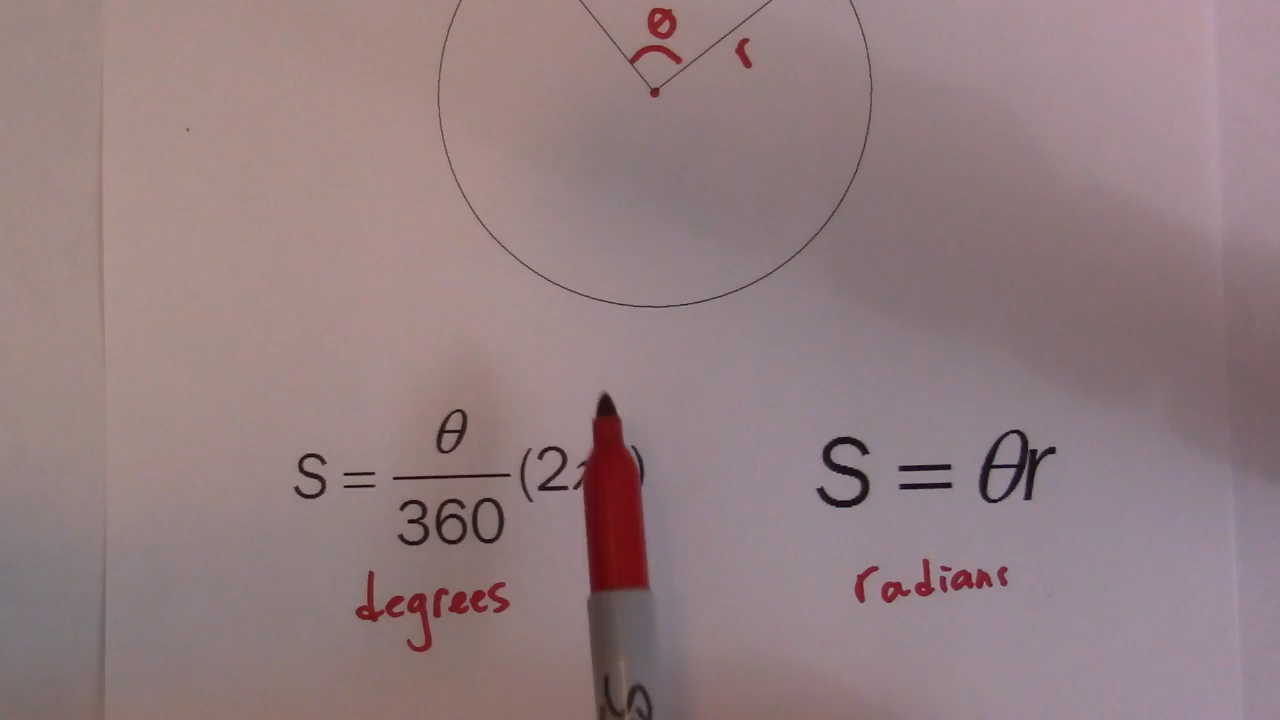 θ
r
S = θ/360 (2 )
S = θr
degrees
radians